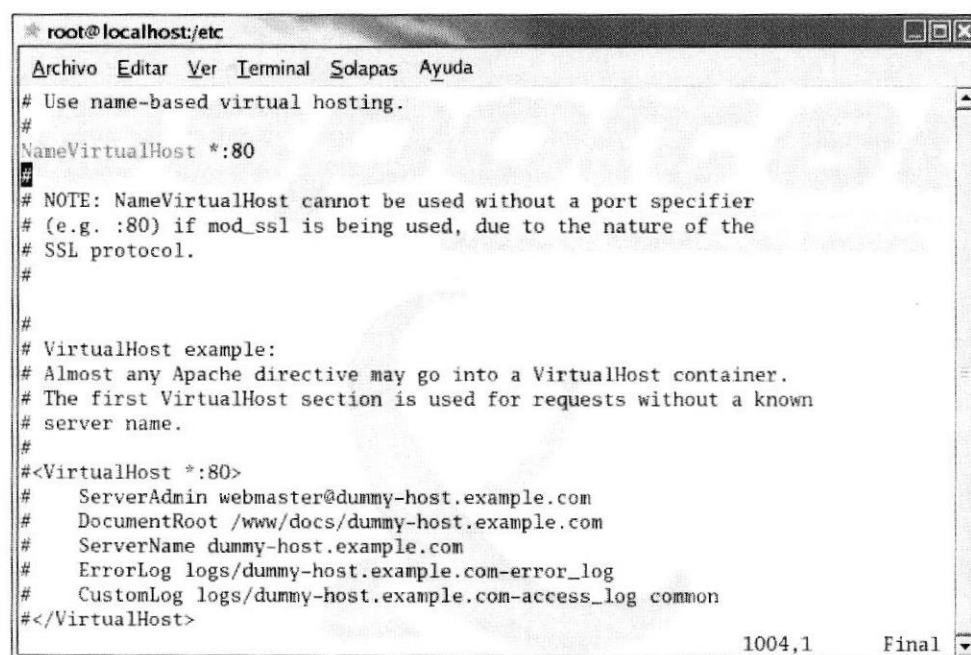 root@localhost:/etc
Archivo Editar Ver Terminal Solapas Ayuda
# Use name-based virtual hosting.
#
NameVirtualHost *:80
#
# NOTE: NameVirtualHost cannot be used without a port specifier
# (e.g. :80) if mod_ssl is being used, due to the nature of the
# SSL protocol.
#
#
# VirtualHost example:
# Almost any Apache directive may go into a VirtualHost container.
# The first VirtualHost section is used for requests without a known
# server name.
#
#<VirtualHost *:80>
#    ServerAdmin webmaster@dummy-host.example.com
#    DocumentRoot /www/docs/dummy-host.example.com
#    ServerName dummy-host.example.com
#    ErrorLog logs/dummy-host.example.com-error_log
#    CustomLog logs/dummy-host.example.com-access_log common
#</VirtualHost>
1004,1 Final